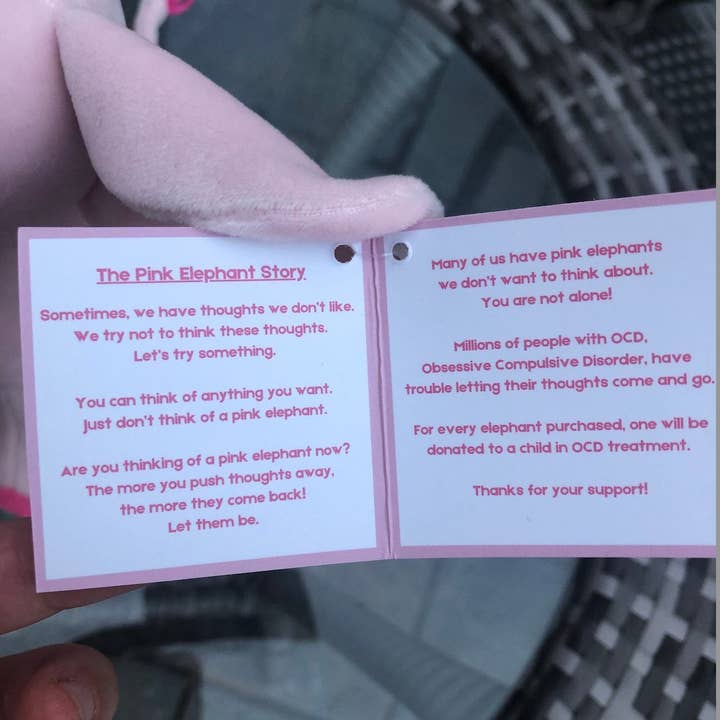 The Pink Elephant Story
Sometimes, we have thoughts we don't like.
We try not to think these thoughts.
Let's try something.
You can think of anything you want.
Just don't think of a pink elephant.
Are you thinking of a pink elephant now?
The more you push thoughts away,
the more they come back!
Let them be.
Many of us have pink elephants
we don't want to think about.
You are not alone!
Millions of people with OCD,
Obsessive Compulsive Disorder, have
trouble letting their thoughts come and go.
For every elephant purchased, one will be
donated to a child in OCD treatment.
Thanks for your support!